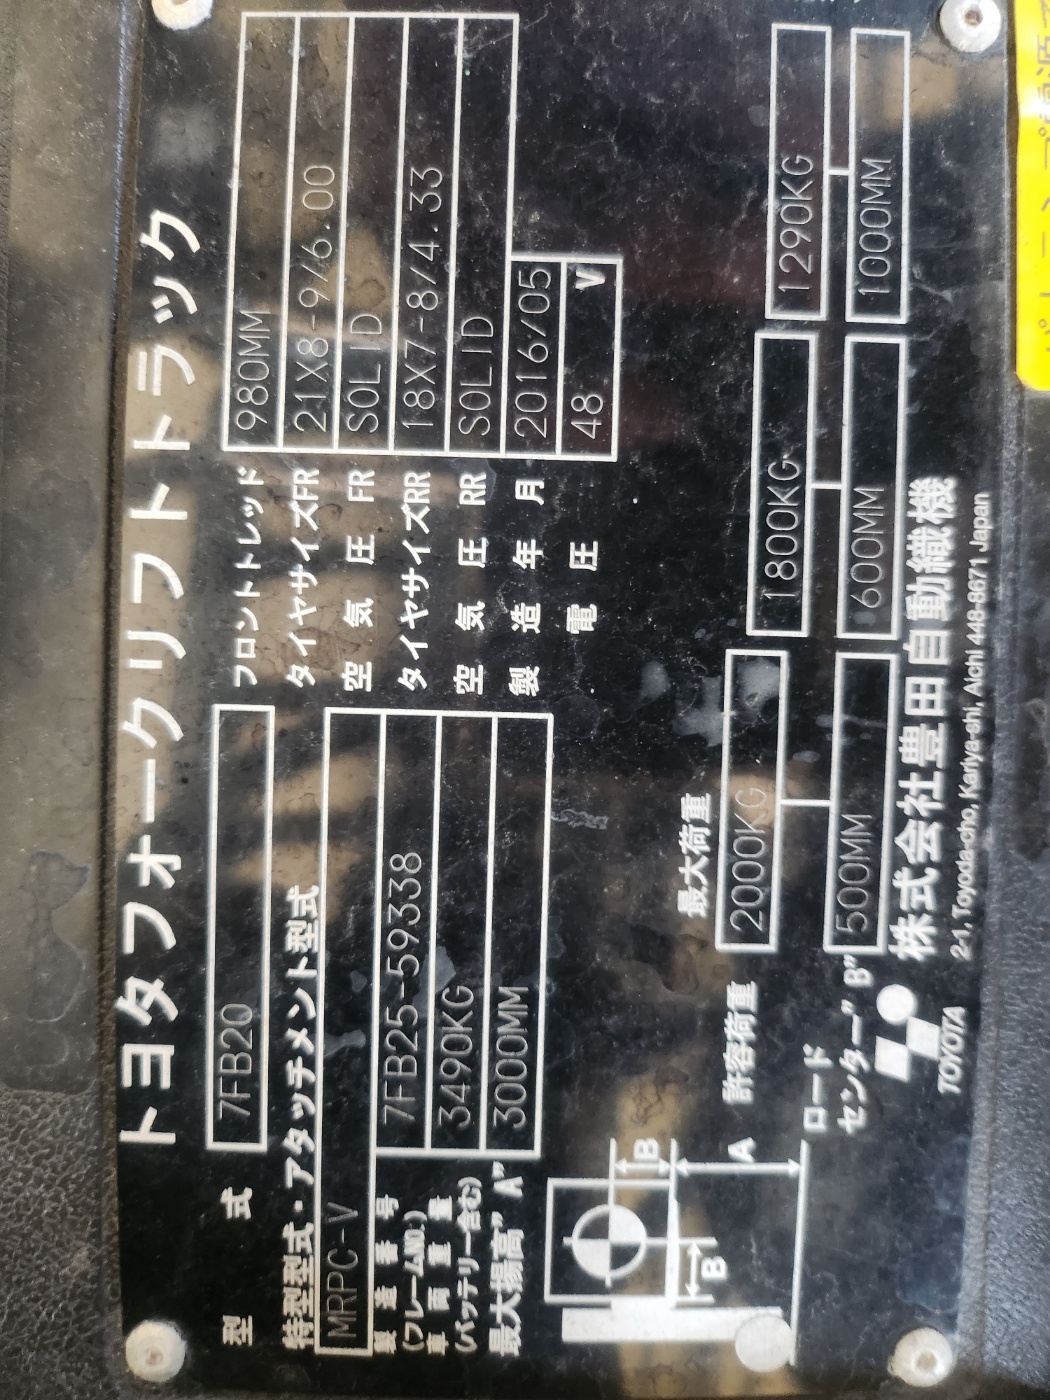 トヨタフォークリフトトラック
型 式 7FB20
特型型式・アタッチメント型式
MRPC-V
製造番号(フレームNO.) 7FB25-59338
車両重量(バッテリー含む) 3490KG
最大揚高"A" 3000MM
フロントトレッド 980MM
タイヤサイズFR 21X8-9/6.00
空気圧 FR SOLID
タイヤサイズRR 18X7-8/4.33
空気圧 RR SOLID
製造年月 2016/05
電圧 48 V
B
A
B
最大荷重
許容荷重 2000KG 1800KG 1290KG
ロード
センター"B" 500MM 600MM 1000MM
TOYOTA
株式会社豊田自動織機
2-1, Toyoda-cho, Kariya-shi, Aichi 448-8671 Japan